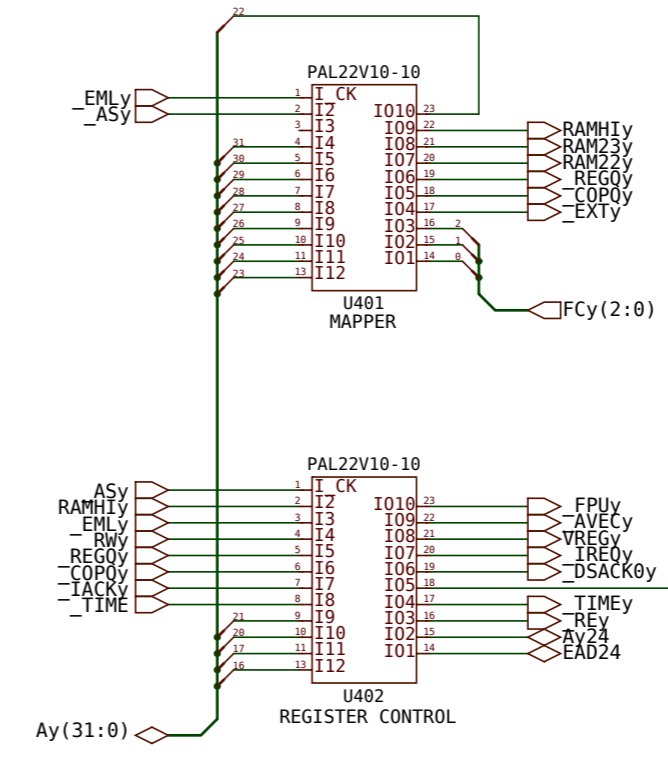 22
PAL22V10-10
_EMLy 1 I_CK
_ASy 2 I2 IO10 23
3 I3 IO9 22 RAMHIy
31 4 I4 IO8 21 RAM23y
30 5 I5 IO7 20 RAM22y
29 6 I6 IO6 19 _REGQy
28 7 I7 IO5 18 _COPQy
27 8 I8 IO4 17 _EXTy
26 9 I9 IO3 16 2
25 10 I10 IO2 15 1
24 11 I11 IO1 14 0
23 13 I12
U401
MAPPER
FCy(2:0)
PAL22V10-10
_ASy 1 I_CK
RAMHIy 2 I2 IO10 23 _FPUy
_EMLy 3 I3 IO9 22 _AVECy
RWy 4 I4 IO8 21 VREGy
_REGQy 5 I5 IO7 20 _IREQy
_COPQy 6 I6 IO6 19 _DSACK0y
_IACKy 7 I7 IO5 18
_TIME 8 I8 IO4 17 _TIMEy
21 9 I9 IO3 16 _REy
20 10 I10 IO2 15 Ay24
17 11 I11 IO1 14 EAD24
16 13 I12
U402
REGISTER CONTROL
Ay(31:0)